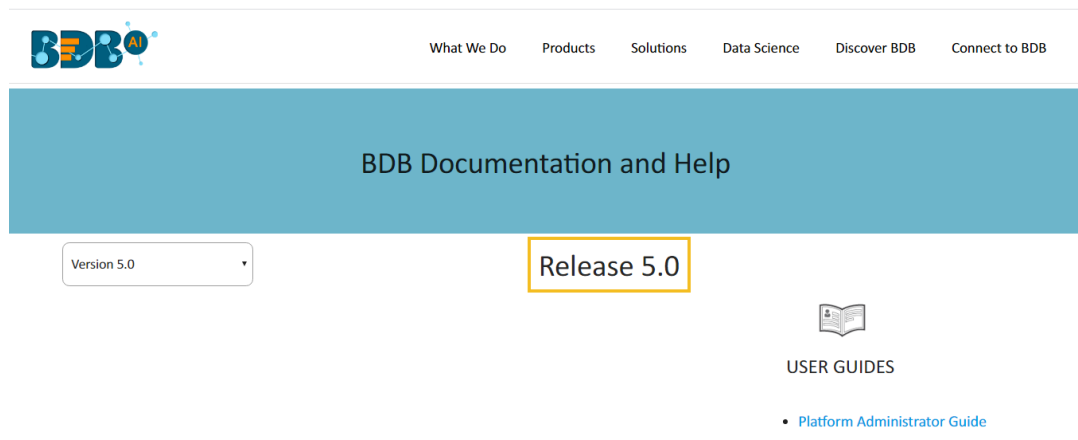 BDB AI
What We Do Products Solutions Data Science Discover BDB Connect to BDB
BDB Documentation and Help
Version 5.0
Release 5.0
USER GUIDES
• Platform Administrator Guide